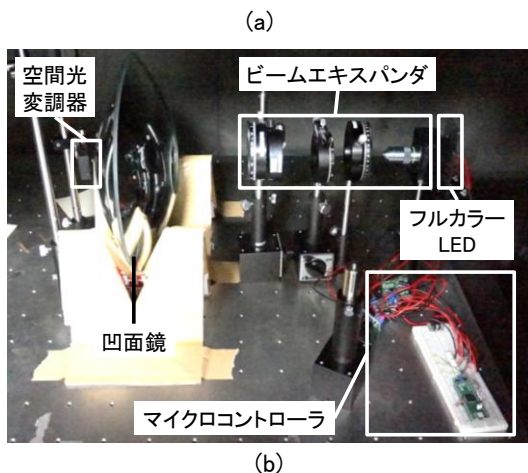 (a)
空間光
変調器
ビームエキスパンダ
フルカラー
LED
凹面鏡
マイクロコントローラ
(b)